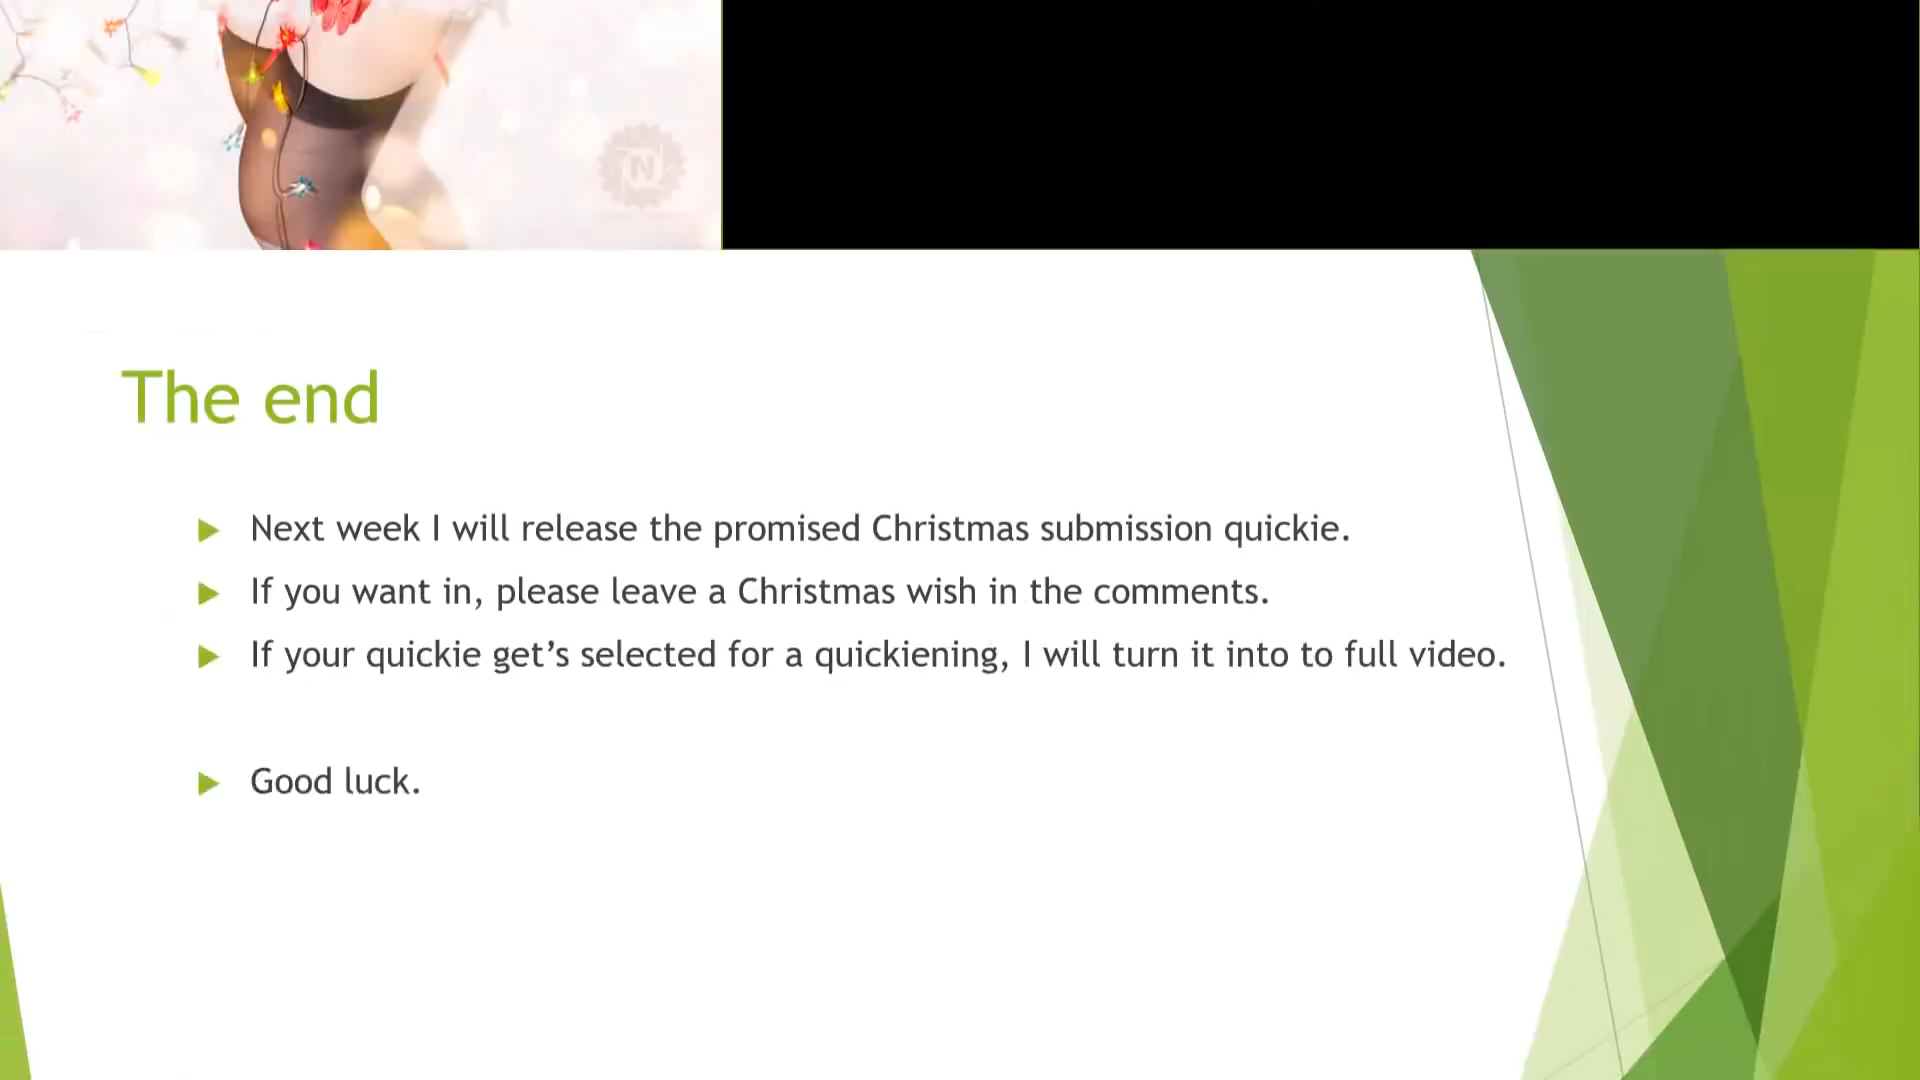 N
The end
Next week I will release the promised Christmas submission quickie.
If you want in, please leave a Christmas wish in the comments.
If your quickie get’s selected for a quickiening, I will turn it into to full video.
Good luck.